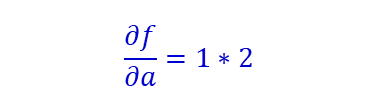 ∂f/∂a = 1 * 2